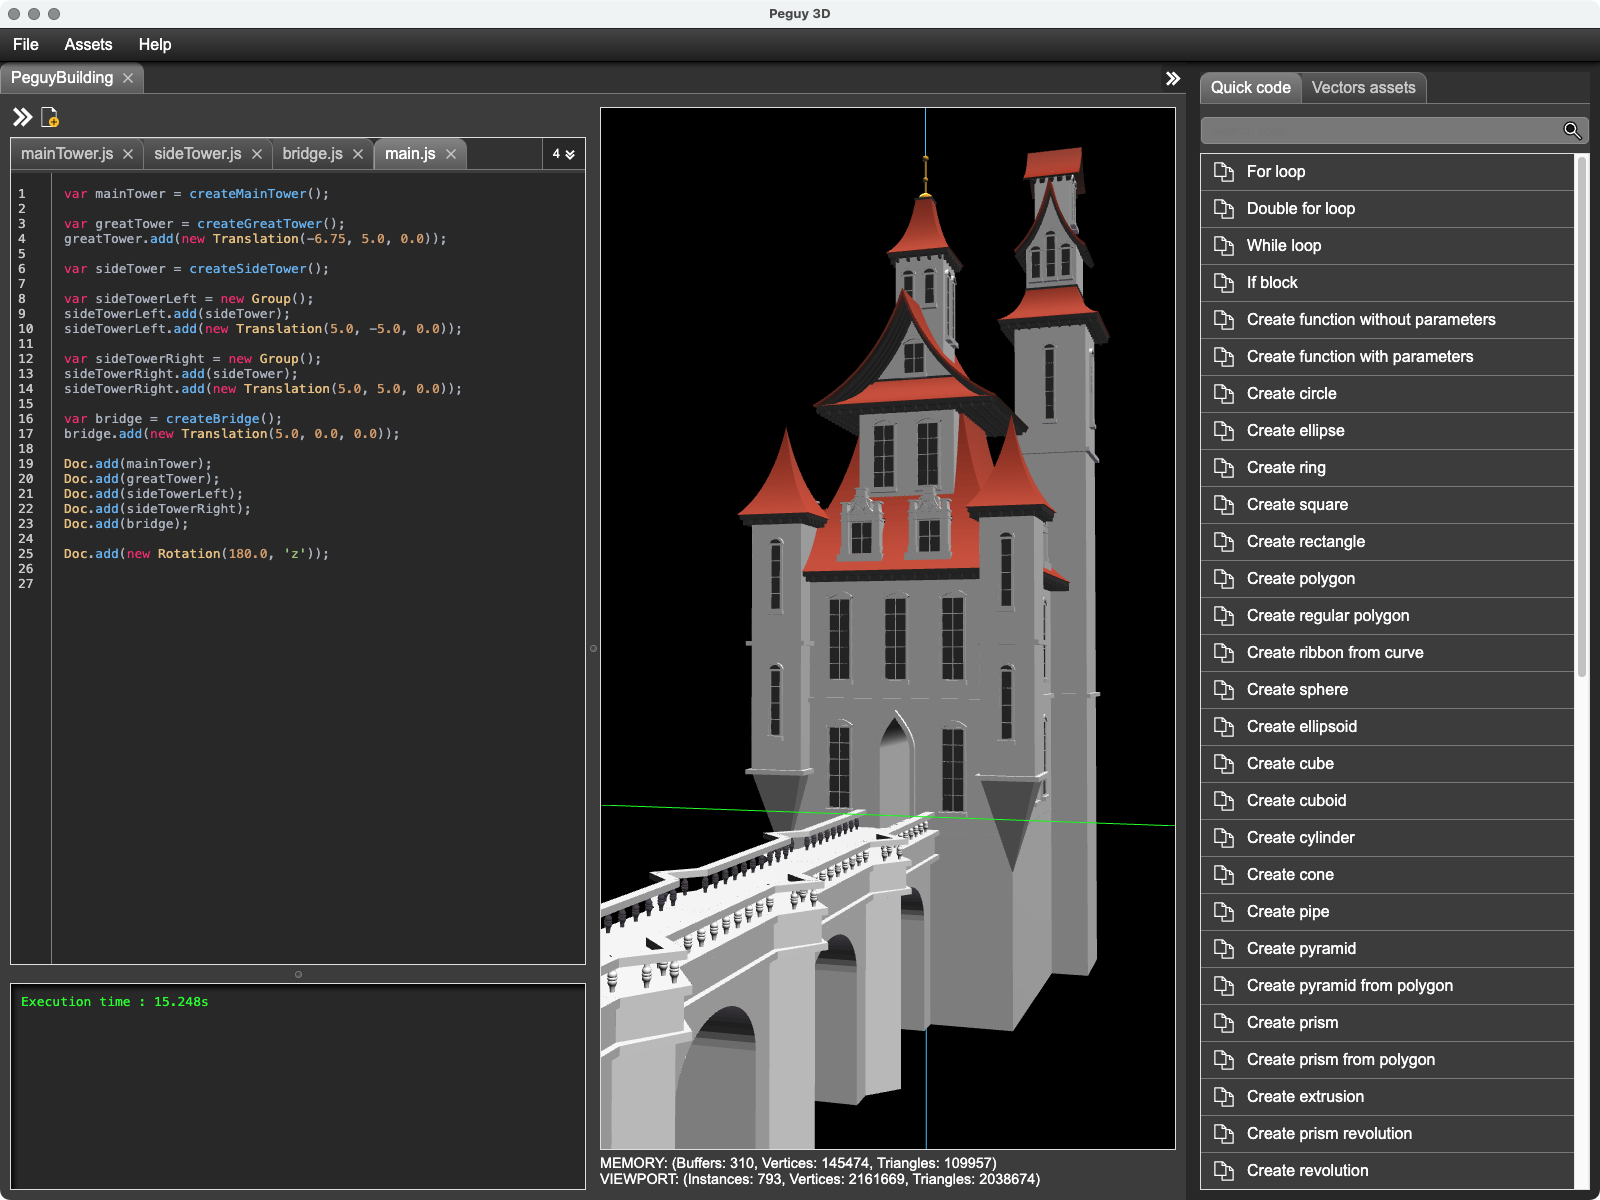 Peguy 3D
File Assets Help
PeguyBuilding
mainTower.js sideTower.js bridge.js main.js 4
1 var mainTower = createMainTower();
2
3 var greatTower = createGreatTower();
4 greatTower.add(new Translation(-6.75, 5.0, 0.0));
5
6 var sideTower = createSideTower();
7
8 var sideTowerLeft = new Group();
9 sideTowerLeft.add(sideTower);
10 sideTowerLeft.add(new Translation(5.0, -5.0, 0.0));
11
12 var sideTowerRight = new Group();
13 sideTowerRight.add(sideTower);
14 sideTowerRight.add(new Translation(5.0, 5.0, 0.0));
15
16 var bridge = createBridge();
17 bridge.add(new Translation(5.0, 0.0, 0.0));
18
19 Doc.add(mainTower);
20 Doc.add(greatTower);
21 Doc.add(sideTowerLeft);
22 Doc.add(sideTowerRight);
23 Doc.add(bridge);
24
25 Doc.add(new Rotation(180.0, 'z'));
26
27
Execution time : 15.248s
MEMORY: (Buffers: 310, Vertices: 145474, Triangles: 109957)
VIEWPORT: (Instances: 793, Vertices: 2161669, Triangles: 2038674)
Quick code Vectors assets
For loop
Double for loop
While loop
If block
Create function without parameters
Create function with parameters
Create circle
Create ellipse
Create ring
Create square
Create rectangle
Create polygon
Create regular polygon
Create ribbon from curve
Create sphere
Create ellipsoid
Create cube
Create cuboid
Create cylinder
Create cone
Create pipe
Create pyramid
Create pyramid from polygon
Create prism
Create prism from polygon
Create extrusion
Create prism revolution
Create revolution